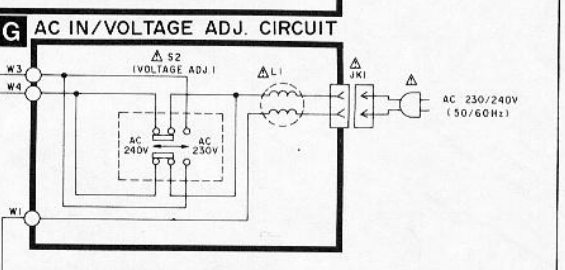 G AC IN/VOLTAGE ADJ. CIRCUIT
⚠ S2
(VOLTAGE ADJ.)
W3
W4
⚠ L1
⚠
JK1
⚠
AC 230/240V
(50/60Hz)
AC
240V
AC
230V
W1